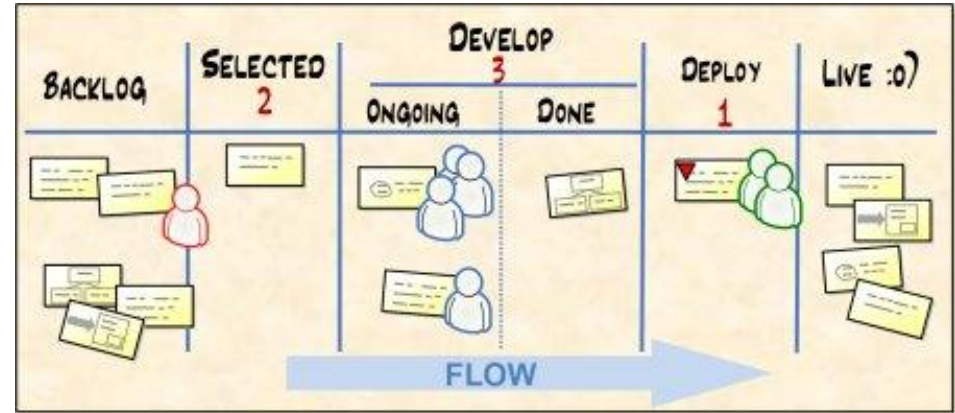 BACKLOG
SELECTED
2
DEVELOP
3
ONGOING
DONE
DEPLOY
1
LIVE :o)
FLOW